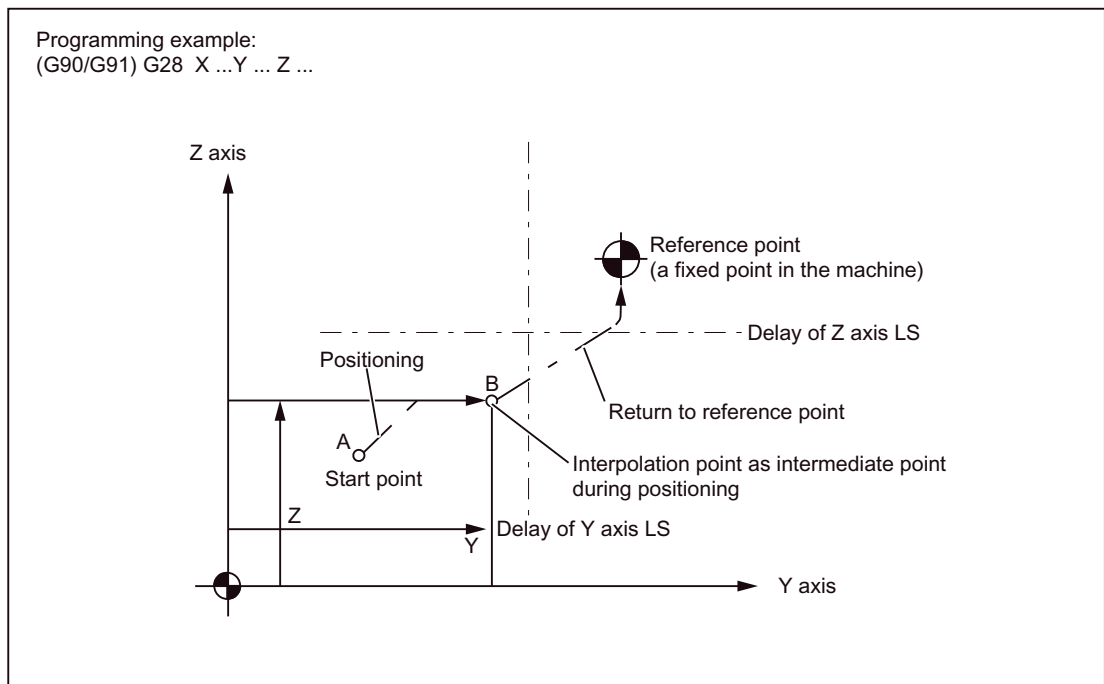 Programming example:
(G90/G91) G28 X ...Y ... Z ...
Z axis
Reference point
(a fixed point in the machine)
Delay of Z axis LS
Positioning
B
Return to reference point
A
Start point
Interpolation point as intermediate point
during positioning
Z
Y
Delay of Y axis LS
Y axis